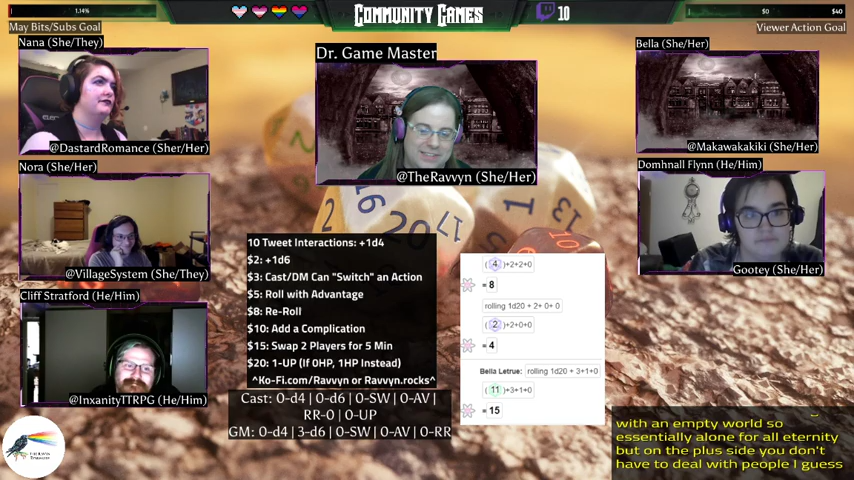 1.14%
COMMUNITY GAMES
10
$0
$40
May Bits/Subs Goal
Viewer Action Goal
Nana (She/They)
@DastardRomance (Sher/Her)
Dr. Game Master
@TheRavvyn (She/Her)
Bella (She/Her)
@Makawakakiki (She/Her)
Nora (She/Her)
@VillageSystem (She/They)
Domhnall Flynn (He/Him)
Gootey (She/Her)
Cliff Stratford (He/Him)
@InxanityTTRPG (He/Him)
10 Tweet Interactions: +1d4
$2: +1d6
$3: Cast/DM Can "Switch" an Action
$5: Roll with Advantage
$8: Re-Roll
$10: Add a Complication
$15: Swap 2 Players for 5 Min
$20: 1-UP (If 0HP, 1HP Instead)
^Ko-Fi.com/Ravvyn or Ravvyn.rocks^
Cast: 0-d4 | 0-d6 | 0-SW | 0-AV |
RR-0 | 0-UP
GM: 0-d4 | 3-d6 | 0-SW | 0-AV | 0-RR
(4)+2+2+0
= 8
rolling 1d20 + 2+ 0+ 0
(2)+2+0+0
= 4
Bella Letrue: rolling 1d20 + 3+1+0
(11)+3+1+0
= 15
with an empty world so
essentially alone for all eternity
but on the plus side you don't
have to deal with people I guess
2
16
20
17
1
13
10